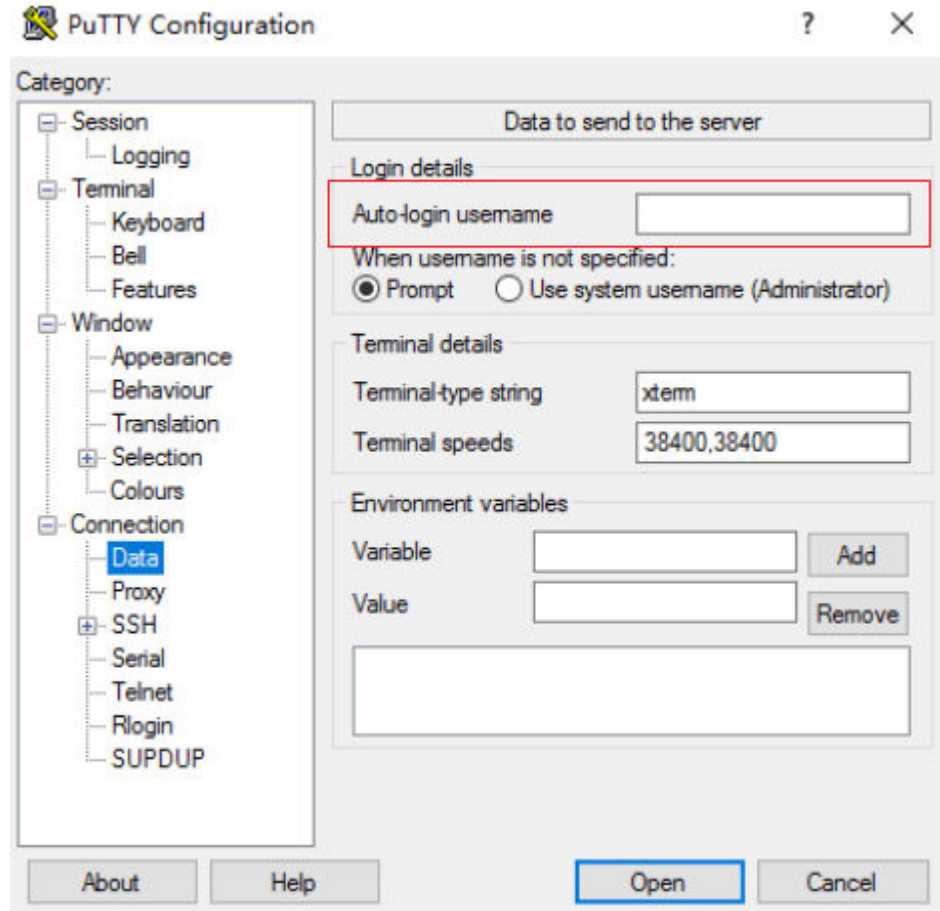 PuTTY Configuration
?
Category:
Session
Logging
Terminal
Keyboard
Bell
Features
Window
Appearance
Behaviour
Translation
Selection
Colours
Connection
Data
Proxy
SSH
Serial
Telnet
Rlogin
SUPDUP
Data to send to the server
Login details
Auto-login username
When username is not specified:
Prompt Use system username (Administrator)
Terminal details
Terminal-type string xterm
Terminal speeds 38400,38400
Environment variables
Variable Add
Value Remove
About Help Open Cancel